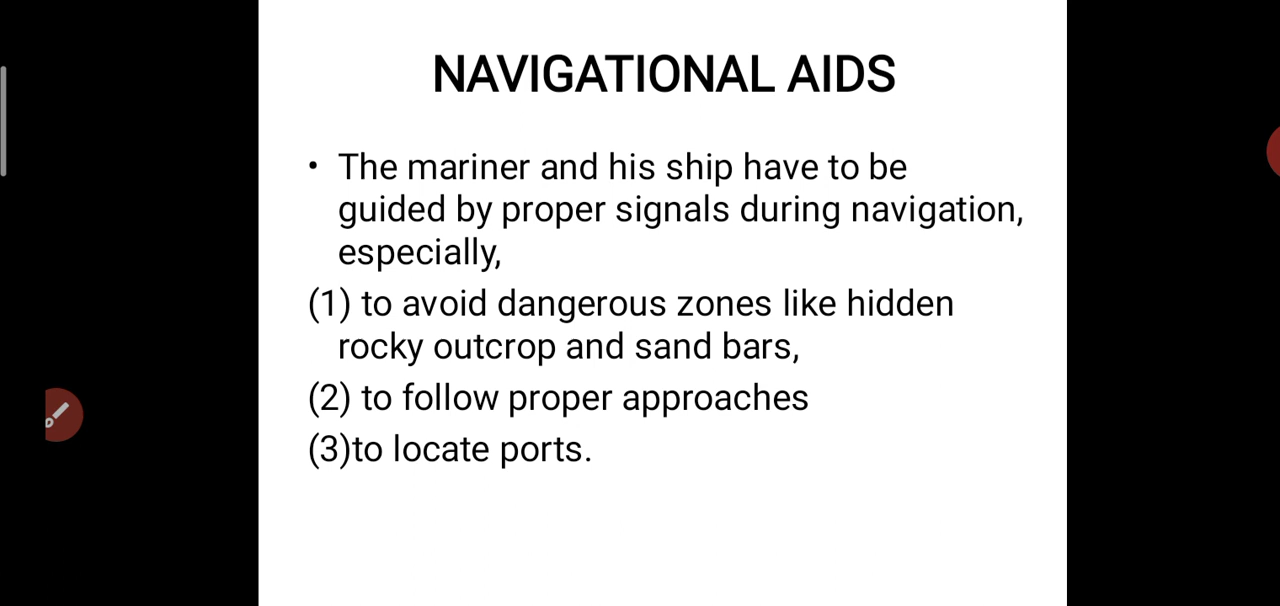 NAVIGATIONAL AIDS
• The mariner and his ship have to be
guided by proper signals during navigation,
especially,
(1) to avoid dangerous zones like hidden
rocky outcrop and sand bars,
(2) to follow proper approaches
(3)to locate ports.